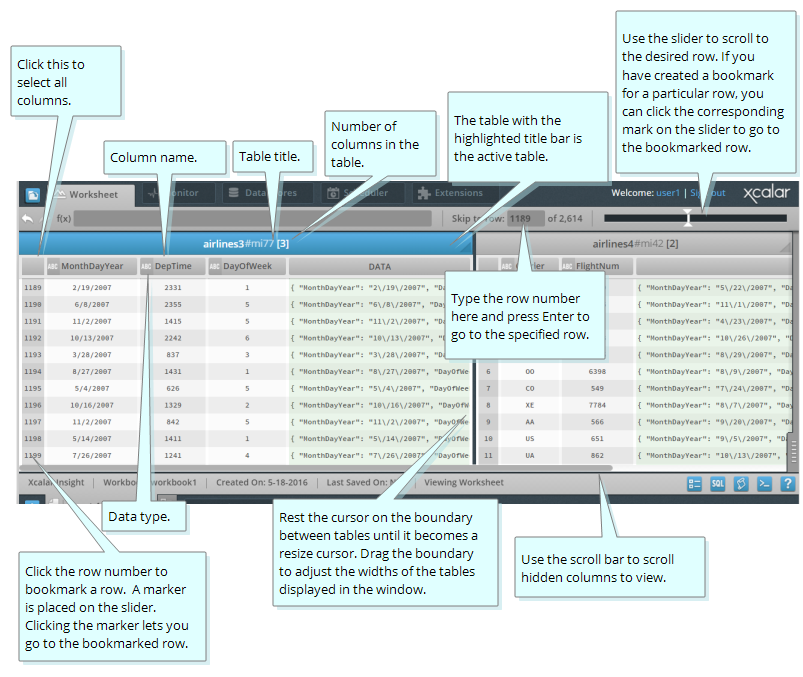 Click this to
select all
columns.
Column name.
Table title.
Number of
columns in the
table.
The table with the
highlighted title bar is
the active table.
Use the slider to scroll to
the desired row. If you
have created a bookmark
for a particular row, you
can click the corresponding
mark on the slider to go to
the bookmarked row.
Worksheet
Extensions
Welcome: user1 |
xcalar
f(x)
Skip to row: 1189 of 2,614
airlines3#mi77 [3]
airlines4#mi42 [2]
ABC MonthDayYear ABC DepTime ABC DayOfWeek DATA
ABC ABC FlightNum
1189 2/19/2007 2331 1 { "MonthDayYear": "2\/19\/2007", "Da
{ "MonthDayYear": "5\/22\/2007", "Da
1190 6/8/2007 2355 5 { "MonthDayYear": "6\/8\/2007", "Day
{ "MonthDayYear": "11\/1\/2007", "Da
1191 11/2/2007 1415 5 { "MonthDayYear": "11\/2\/2007", "Da
{ "MonthDayYear": "4\/23\/2007", "Da
1192 10/13/2007 2242 6 { "MonthDayYear": "10\/13\/2007", "D
{ "MonthDayYear": "10\/26\/2007", "D
1193 3/28/2007 837 3 { "MonthDayYear": "3\/28\/2007", "Da
{ "MonthDayYear": "8\/29\/2007", "Da
1194 8/27/2007 1431 1 { "MonthDayYear": "8\/27\/2007", "DayOfWee
6 OO 6398 { "MonthDayYear": "8\/9\/2007", "Day
1195 5/4/2007 626 5 { "MonthDayYear": "5\/4\/2007", "DayOfWee
7 CO 549 { "MonthDayYear": "7\/24\/2007", "Da
1196 10/16/2007 1329 2 { "MonthDayYear": "10\/16\/2007", "DayOfW
8 XE 7784 { "MonthDayYear": "8\/7\/2007", "Day
1197 11/2/2007 842 5 { "MonthDayYear": "11\/2\/2007", "DayOfWe
9 AA 566 { "MonthDayYear": "9\/20\/2007", "Da
1198 5/14/2007 1411 1 { "MonthDayYear": "5\/14\/2007", "DayOfWe
10 US 651 { "MonthDayYear": "9\/5\/2007", "Day
1199 7/26/2007 1241 4 { "MonthDayYear": "7\/26\/2007", "DayOfWe
11 UA 862 { "MonthDayYear": "10\/13\/2007", "D
Type the row number
here and press Enter to
go to the specified row.
Xcalar Insight workbook1 Created On: 5-18-2016 Last Saved On: Viewing Worksheet
SQL
?
Data type.
Click the row number to
bookmark a row. A marker
is placed on the slider.
Clicking the marker lets you
go to the bookmarked row.
Rest the cursor on the boundary
between tables until it becomes a
resize cursor. Drag the boundary
to adjust the widths of the tables
displayed in the window.
Use the scroll bar to scroll
hidden columns to view.